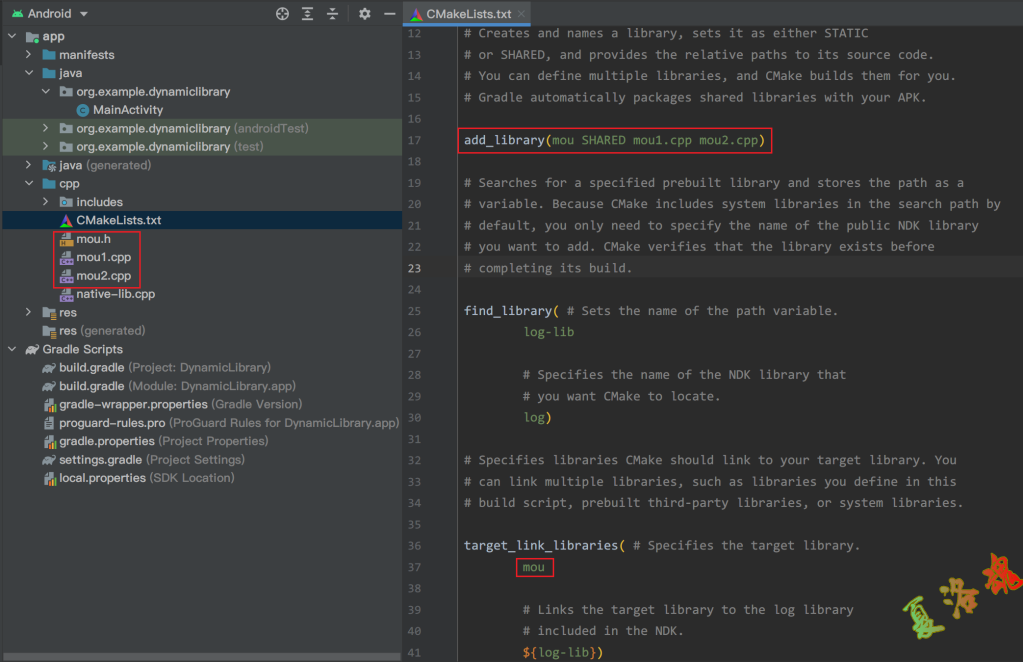 Android
CMakeLists.txt
app
manifests
java
org.example.dynamiclibrary
MainActivity
org.example.dynamiclibrary (androidTest)
org.example.dynamiclibrary (test)
java (generated)
cpp
includes
CMakeLists.txt
mou.h
mou1.cpp
mou2.cpp
native-lib.cpp
res
res (generated)
Gradle Scripts
build.gradle (Project: DynamicLibrary)
build.gradle (Module: DynamicLibrary.app)
gradle-wrapper.properties (Gradle Version)
proguard-rules.pro (ProGuard Rules for DynamicLibrary.app)
gradle.properties (Project Properties)
settings.gradle (Project Settings)
local.properties (SDK Location)
12 # Creates and names a library, sets it as either STATIC
13 # or SHARED, and provides the relative paths to its source code.
14 # You can define multiple libraries, and CMake builds them for you.
15 # Gradle automatically packages shared libraries with your APK.
16
17 add_library(mou SHARED mou1.cpp mou2.cpp)
18
19 # Searches for a specified prebuilt library and stores the path as a
20 # variable. Because CMake includes system libraries in the search path by
21 # default, you only need to specify the name of the public NDK library
22 # you want to add. CMake verifies that the library exists before
23 # completing its build.
24
25 find_library( # Sets the name of the path variable.
26 log-lib
27
28 # Specifies the name of the NDK library that
29 # you want CMake to locate.
30 log)
31
32 # Specifies libraries CMake should link to your target library. You
33 # can link multiple libraries, such as libraries you define in this
34 # build script, prebuilt third-party libraries, or system libraries.
35
36 target_link_libraries( # Specifies the target library.
37 mou
38
39 # Links the target library to the log library
40 # included in the NDK.
41 ${log-lib})
夏洛